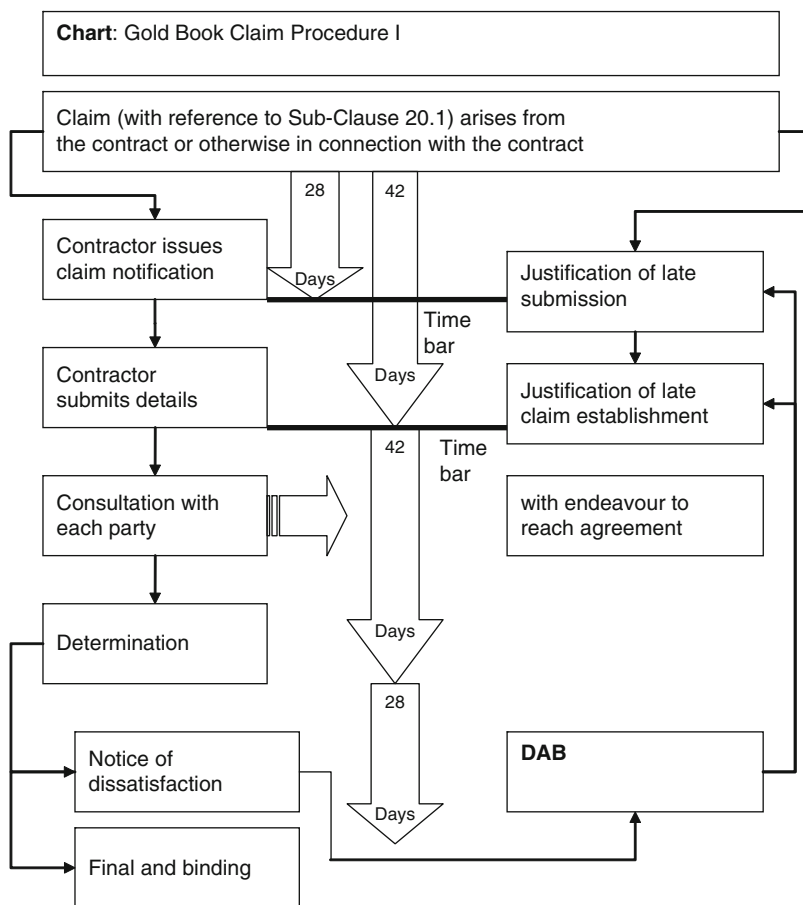 Chart: Gold Book Claim Procedure I
Claim (with reference to Sub-Clause 20.1) arises from
the contract or otherwise in connection with the contract
28
42
Contractor issues
claim notification
Days
Justification of late
submission
Time
bar
Contractor
submits details
Days
Justification of late
claim establishment
42
Time
bar
Consultation with
each party
with endeavour to
reach agreement
Determination
Days
28
Notice of
dissatisfaction
DAB
Days
Final and binding